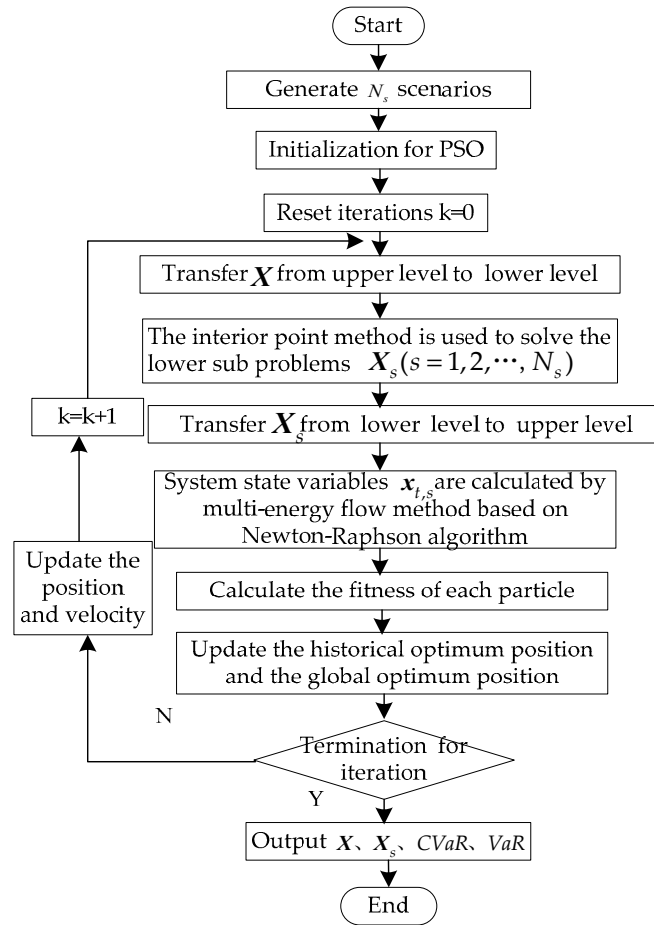 Start
Generate N_s scenarios
Initialization for PSO
Reset iterations k=0
Transfer X from upper level to lower level
The interior point method is used to solve the
lower sub problems X_s(s=1,2,⋯,N_s)
k=k+1
Transfer X_s from lower level to upper level
System state variables x_{t,s} are calculated by
multi-energy flow method based on
Newton-Raphson algorithm
Update the
position
and velocity
Calculate the fitness of each particle
Update the historical optimum position
and the global optimum position
N
Termination for
iteration
Y
Output X、X_s、CVaR、VaR
End